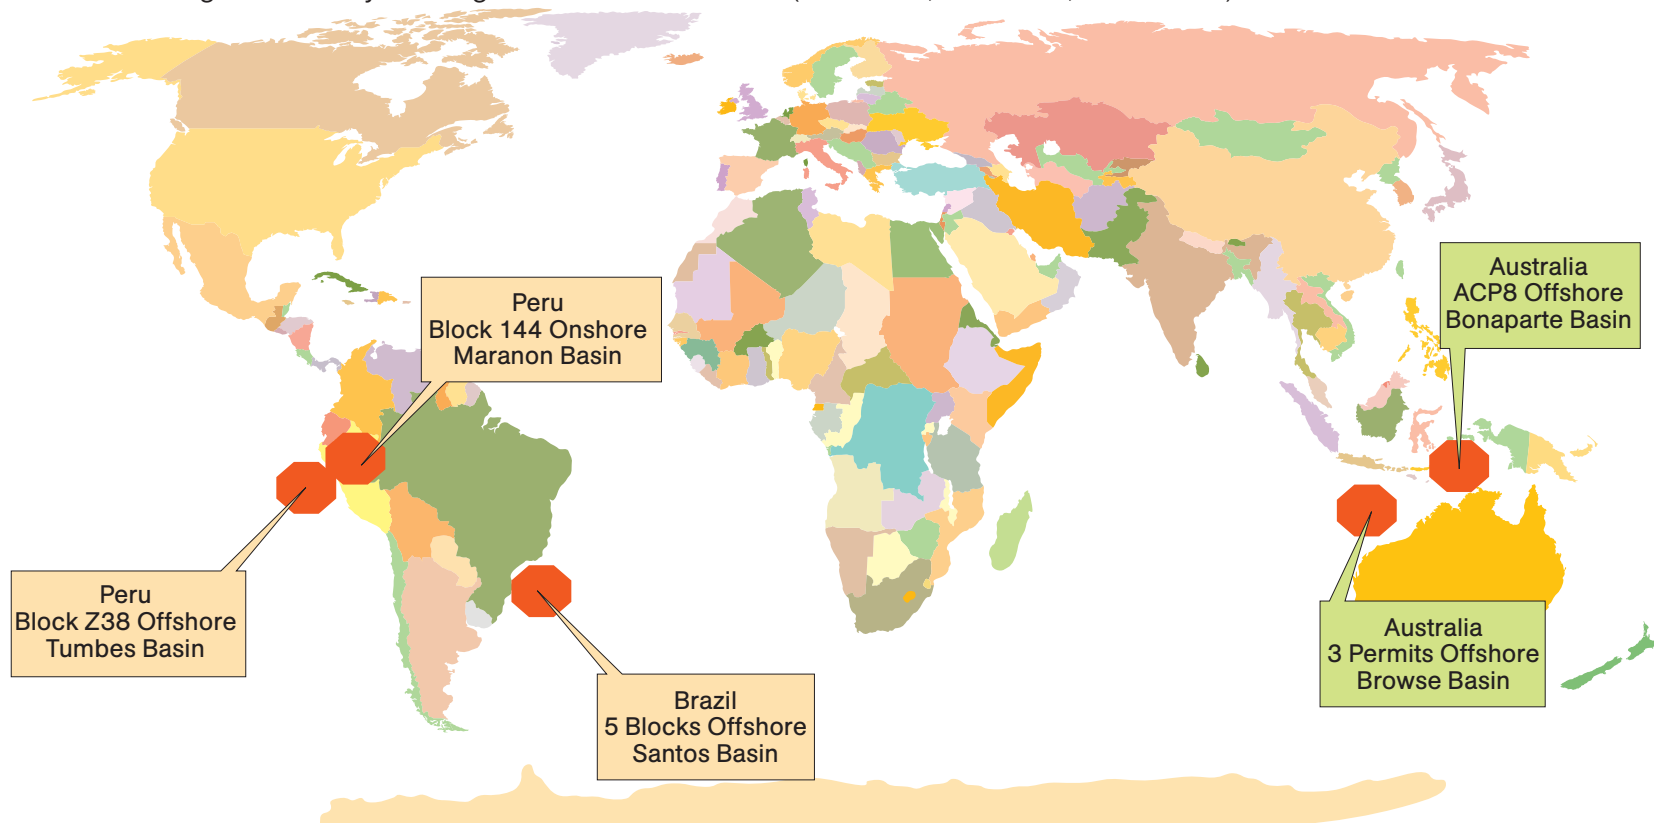 Peru
Block 144 Onshore
Maranon Basin
Australia
ACP8 Offshore
Bonaparte Basin
Peru
Block Z38 Offshore
Tumbes Basin
Brazil
5 Blocks Offshore
Santos Basin
Australia
3 Permits Offshore
Browse Basin